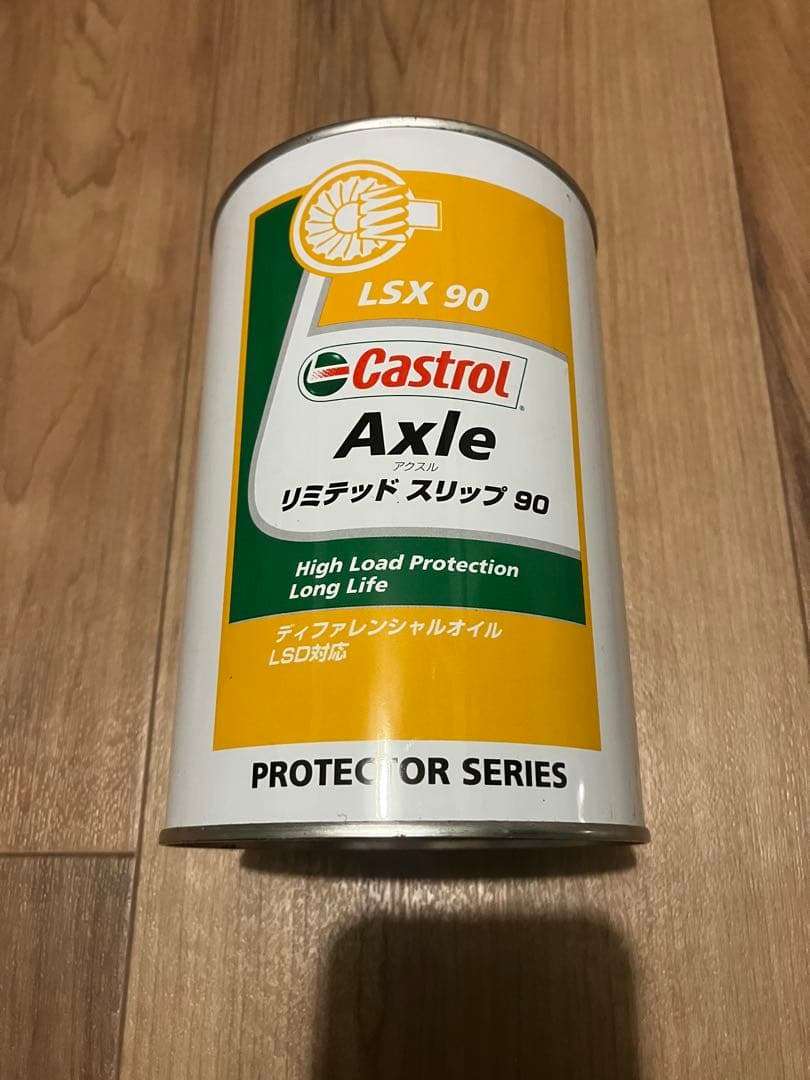 LSX 90
Castrol
Axle
アクスル
リミテッド スリップ 90
High Load Protection
Long Life
ディファレンシャルオイル
LSD対応
PROTECTOR SERIES